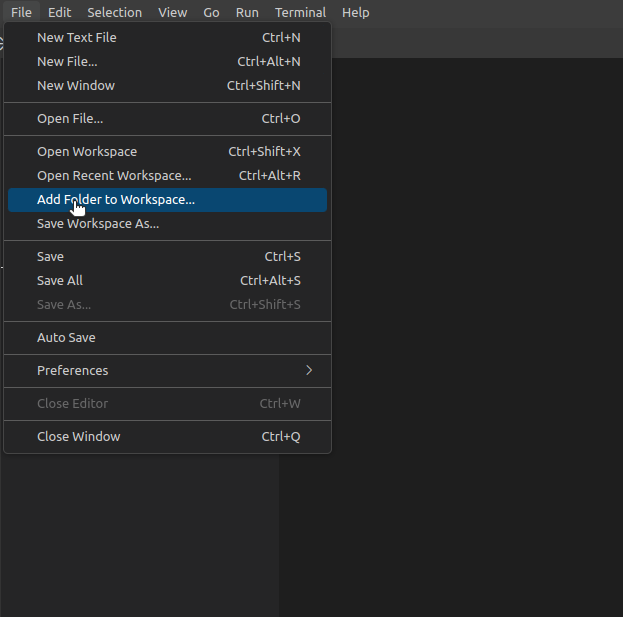 File Edit Selection View Go Run Terminal Help
New Text File Ctrl+N
New File... Ctrl+Alt+N
New Window Ctrl+Shift+N
Open File... Ctrl+O
Open Workspace Ctrl+Shift+X
Open Recent Workspace... Ctrl+Alt+R
Add Folder to Workspace...
Save Workspace As...
Save Ctrl+S
Save All Ctrl+Alt+S
Save As... Ctrl+Shift+S
Auto Save
Preferences
Close Editor Ctrl+W
Close Window Ctrl+Q